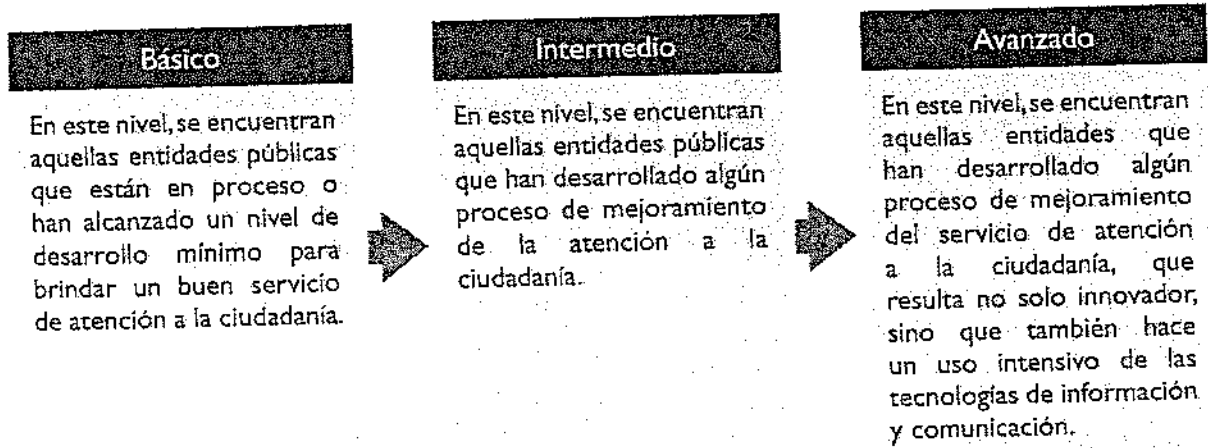 Básico
En este nivel, se encuentran
aquellas entidades públicas
que están en proceso o
han alcanzado un nivel de
desarrollo mínimo para
brindar un buen servicio
de atención a la ciudadanía.
Intermedio
En este nivel, se encuentran
aquellas entidades públicas
que han desarrollado algún
proceso de mejoramiento
de la atención a la
ciudadanía.
Avanzado
En este nivel, se encuentran
aquellas entidades que
han desarrollado algún
proceso de mejoramiento
del servicio de atención
a la ciudadanía, que
resulta no solo innovador,
sino que también hace
un uso intensivo de las
tecnologías de información
y comunicación.